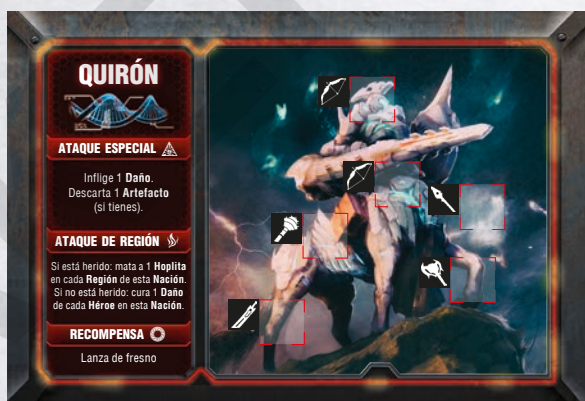 QUIRÓN
ATAQUE ESPECIAL
Inflige 1 Daño.
Descarta 1 Artefacto
(si tienes).
ATAQUE DE REGIÓN
Si está herido: mata a 1 Hoplita
en cada Región de esta Nación.
Si no está herido: cura 1 Daño
de cada Héroe en esta Nación.
RECOMPENSA
Lanza de fresno